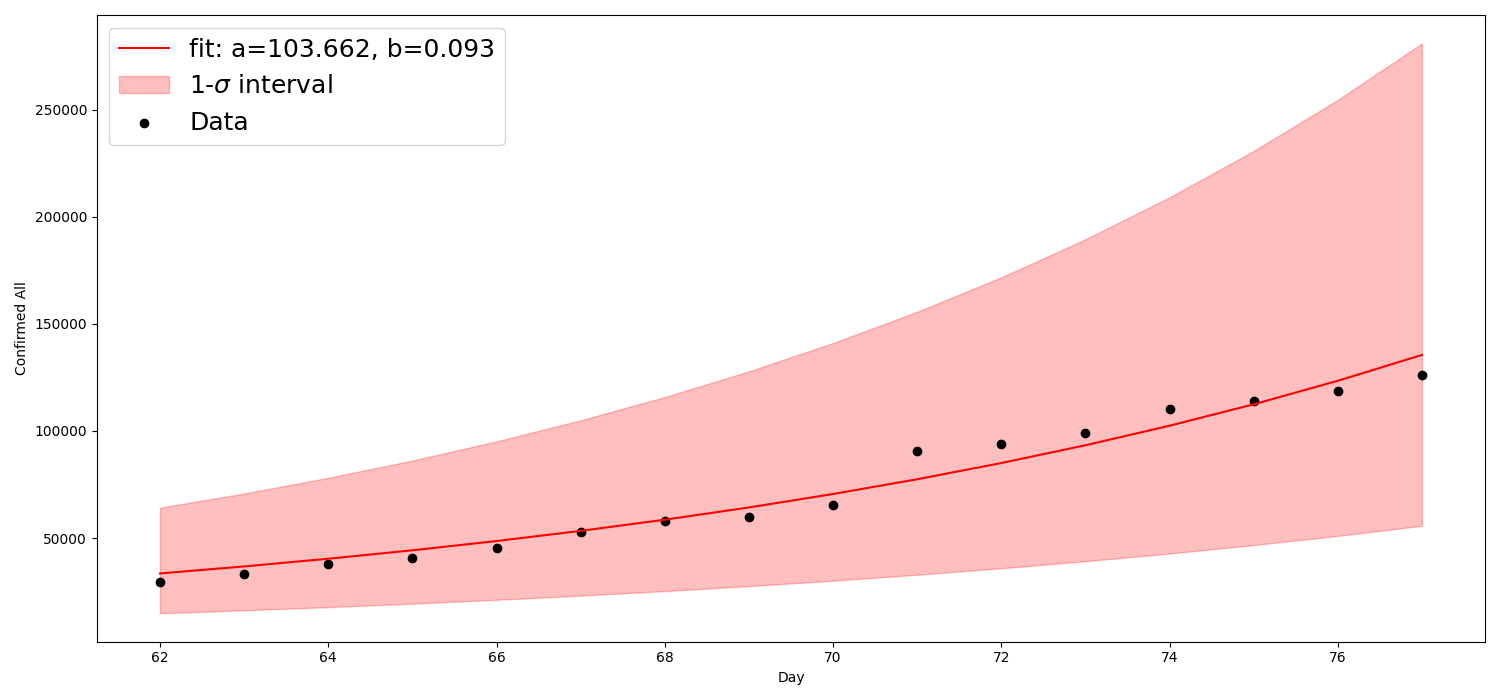 fit: a=103.662, b=0.093
1-σ interval
Data
250000
200000
150000
100000
50000
Confirmed All
62 64 66 68 70 72 74 76
Day